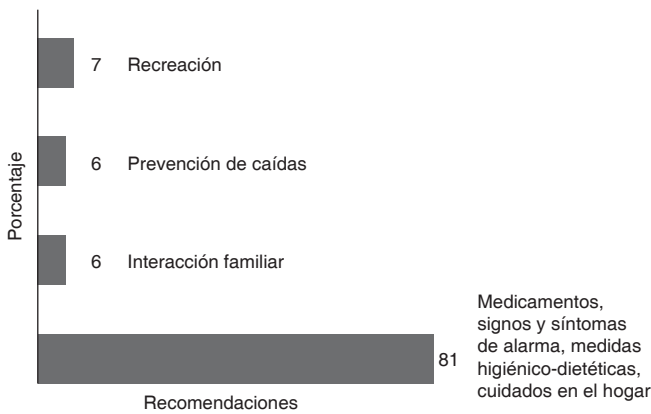 7 Recreación
6 Prevención de caídas
Porcentaje
6 Interacción familiar
Medicamentos,
signos y síntomas
de alarma, medidas
higiénico-dietéticas,
cuidados en el hogar
81
Recomendaciones